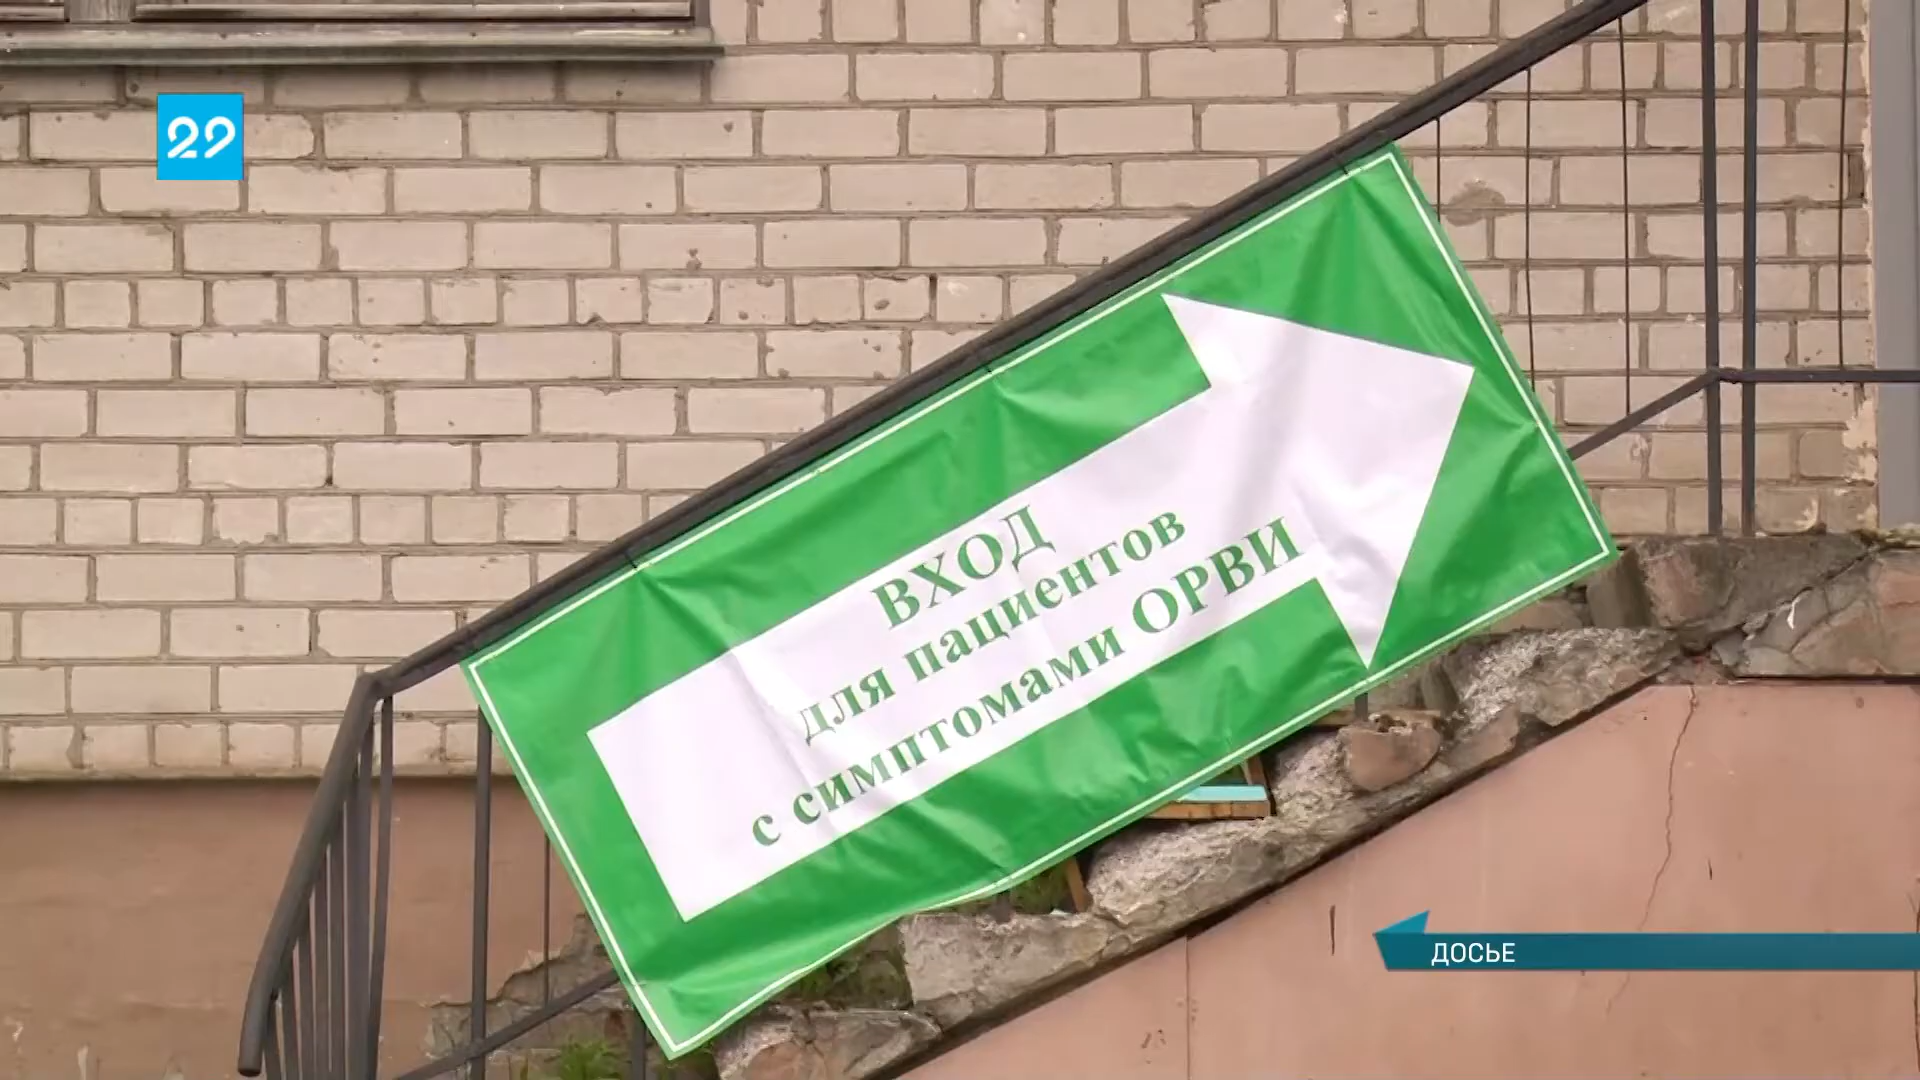 29
ВХОД
для пациентов
с симптомами ОРВИ
ДОСЬЕ